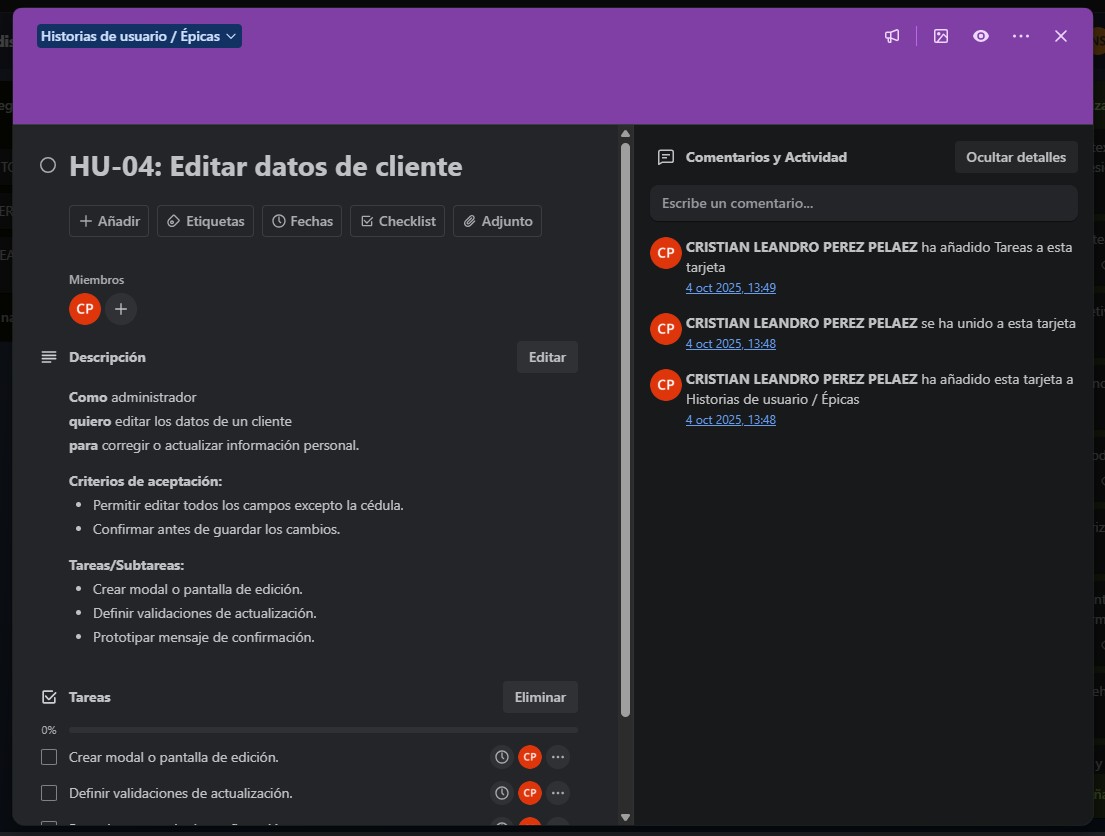 Historias de usuario / Épicas
HU-04: Editar datos de cliente
Añadir
Etiquetas
Fechas
Checklist
Adjunto
Miembros
CP
Descripción
Editar
Como administrador
quiero editar los datos de un cliente
para corregir o actualizar información personal.
Criterios de aceptación:
Permitir editar todos los campos excepto la cédula.
Confirmar antes de guardar los cambios.
Tareas/Subtareas:
Crear modal o pantalla de edición.
Definir validaciones de actualización.
Prototipar mensaje de confirmación.
Tareas
Eliminar
0%
Crear modal o pantalla de edición.
CP
Definir validaciones de actualización.
CP
Comentarios y Actividad
Ocultar detalles
Escribe un comentario...
CP
CRISTIAN LEANDRO PEREZ PELAEZ ha añadido Tareas a esta
tarjeta
4 oct 2025, 13:49
CP
CRISTIAN LEANDRO PEREZ PELAEZ se ha unido a esta tarjeta
4 oct 2025, 13:48
CP
CRISTIAN LEANDRO PEREZ PELAEZ ha añadido esta tarjeta a
Historias de usuario / Épicas
4 oct 2025, 13:48